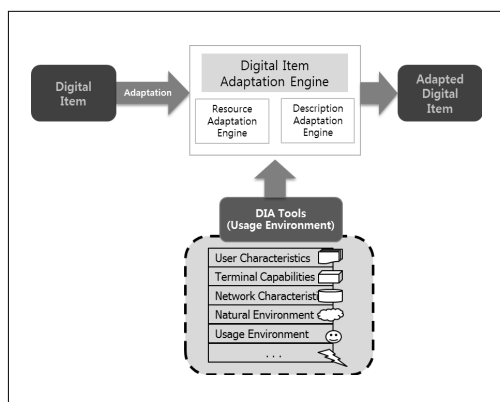 Digital
Item
Adaptation
Digital Item
Adaptation Engine
Resource
Adaptation
Engine
Description
Adaptation
Engine
Adapted
Digital
Item
DIA Tools
(Usage Environment)
User Characteristics
Terminal Capabilities
Network Characteristi
Natural Environment
Usage Environment
. . .